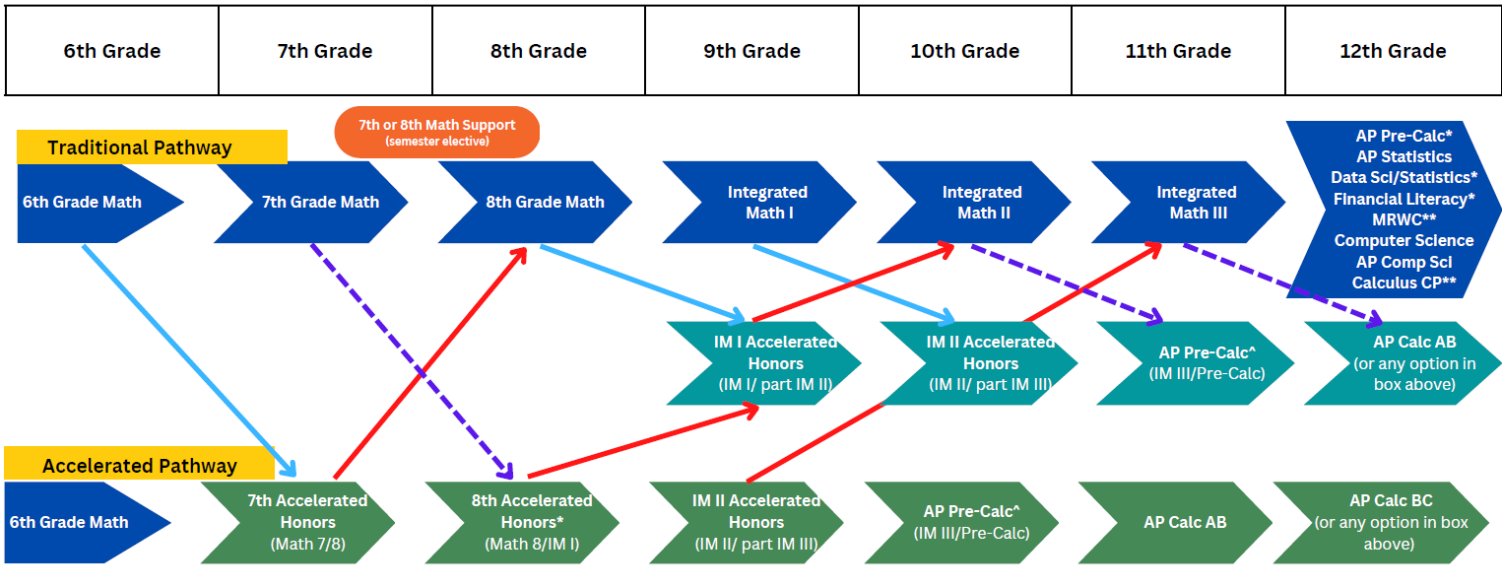 6th Grade
7th Grade
8th Grade
9th Grade
10th Grade
11th Grade
12th Grade
7th or 8th Math Support
(semester elective)
Traditional Pathway
6th Grade Math
7th Grade Math
8th Grade Math
Integrated
Math I
Integrated
Math II
Integrated
Math III
AP Pre-Calc*
AP Statistics
Data Sci/Statistics*
Financial Literacy*
MRWC**
Computer Science
AP Comp Sci
Calculus CP**
IM I Accelerated
Honors
(IM I/ part IM II)
IM II Accelerated
Honors
(IM II/ part IM III)
AP Pre-Calc^
(IM III/Pre-Calc)
AP Calc AB
(or any option in
box above)
Accelerated Pathway
6th Grade Math
7th Accelerated
Honors
(Math 7/8)
8th Accelerated
Honors*
(Math 8/IM I)
IM II Accelerated
Honors
(IM II/ part IM III)
AP Pre-Calc^
(IM III/Pre-Calc)
AP Calc AB
AP Calc BC
(or any option in box
above)